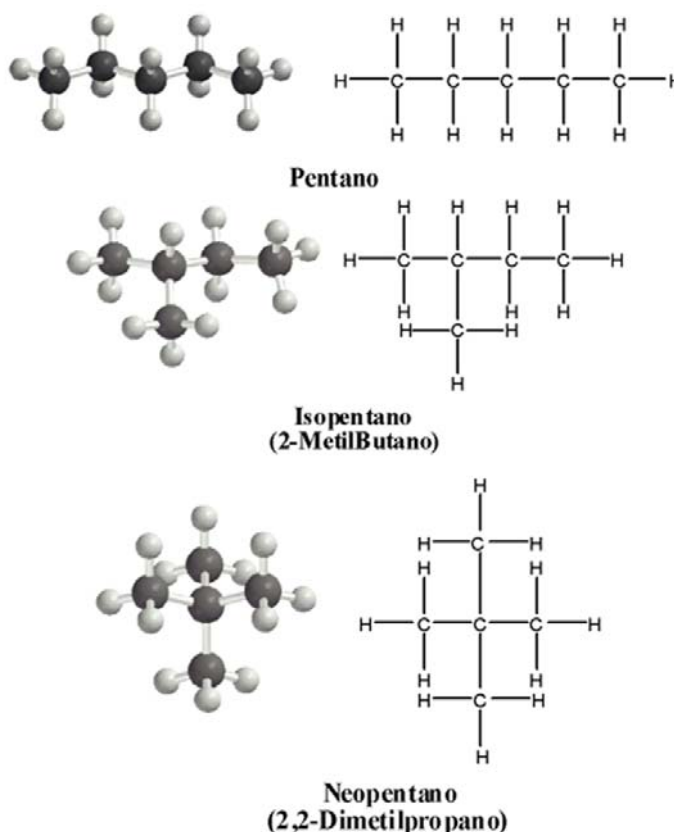 H H H H H
H C C C C C H
H H H H H
Pentano
H H H H
H C C C C H
H H H
H C H
H
Isopentano
(2-MetilButano)
H
H C H
H H
H C C C H
H H
H C H
H
Neopentano
(2,2-Dimetilpropano)